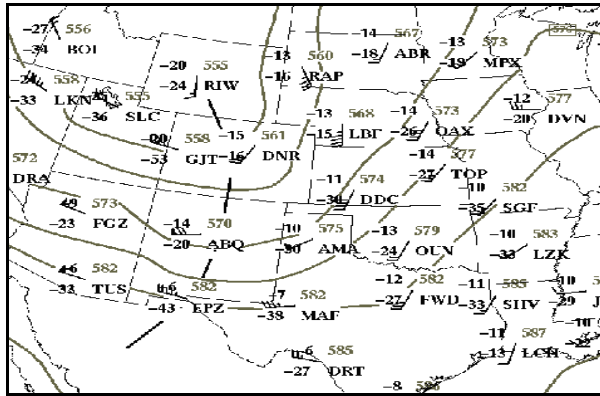 -27 556
-34 BOI
-20 555
-24 RIW
-13 560
-16 RAP
-14 567
-18 ABR
-13 573
-19 MPX
558
-33 LKN
555
-36 SLC
-20 558
-53 GJT
-15 561
-16 DNR
-13 568
-15 LBF
-14 573
-26 OAX
-12 577
-20 DVN
572
DRA
-11 574
-30 DDC
-14 577
-27 TOP
10 582
-35 SGF
573
-23 FGZ
-14 570
-20 ABQ
10 575
-30 AMA
-13 579
-24 OUN
-10 583
-33 LZK
582
-33 TUS
582
-43 EPZ
-7 582
-38 MAF
-12 582
-27 FWD
-11 585
-33 SHV
10
29 J
-6 585
-27 DRT
-11 587
-13 LCH
-8